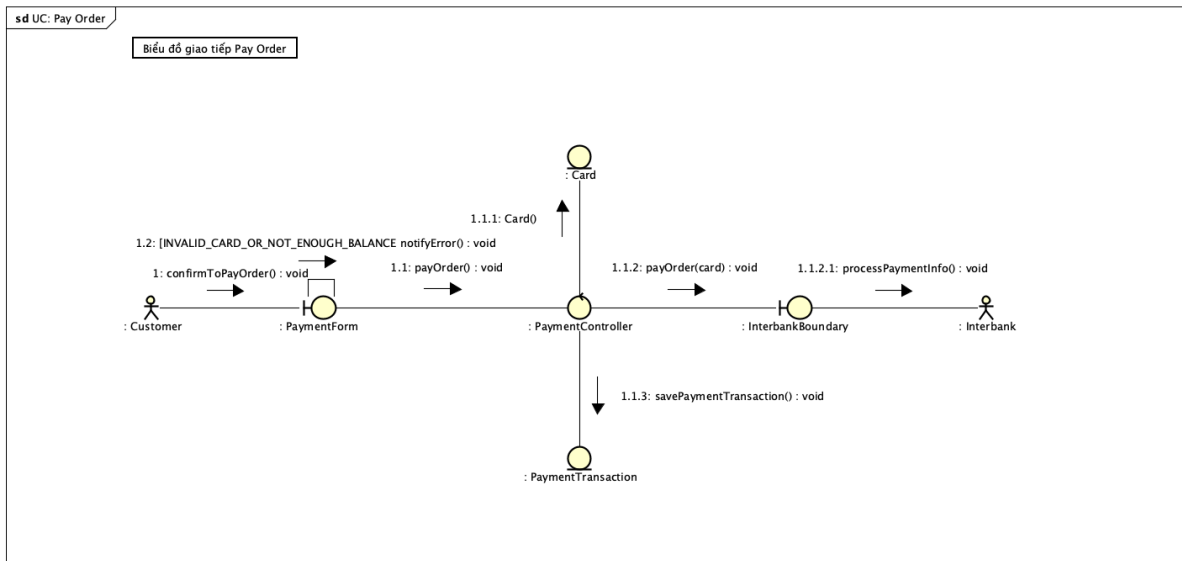 sd UC: Pay Order
Biểu đồ giao tiếp Pay Order
: Card
1.1.1: Card()
1.2: [INVALID_CARD_OR_NOT_ENOUGH_BALANCE notifyError() : void
1: confirmToPayOrder() : void
1.1: payOrder() : void
1.1.2: payOrder(card) : void
1.1.2.1: processPaymentInfo() : void
: Customer
: PaymentForm
: PaymentController
: InterbankBoundary
: Interbank
1.1.3: savePaymentTransaction() : void
: PaymentTransaction